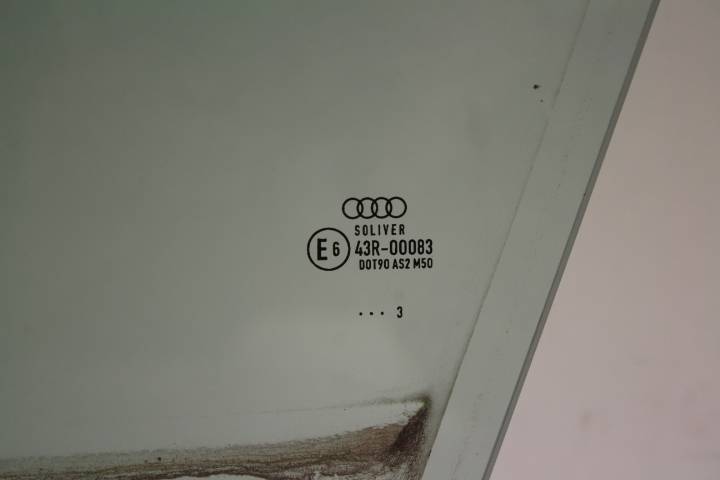 SOLIVER
E6 43R-00083
DOT90 AS2 M50
... 3